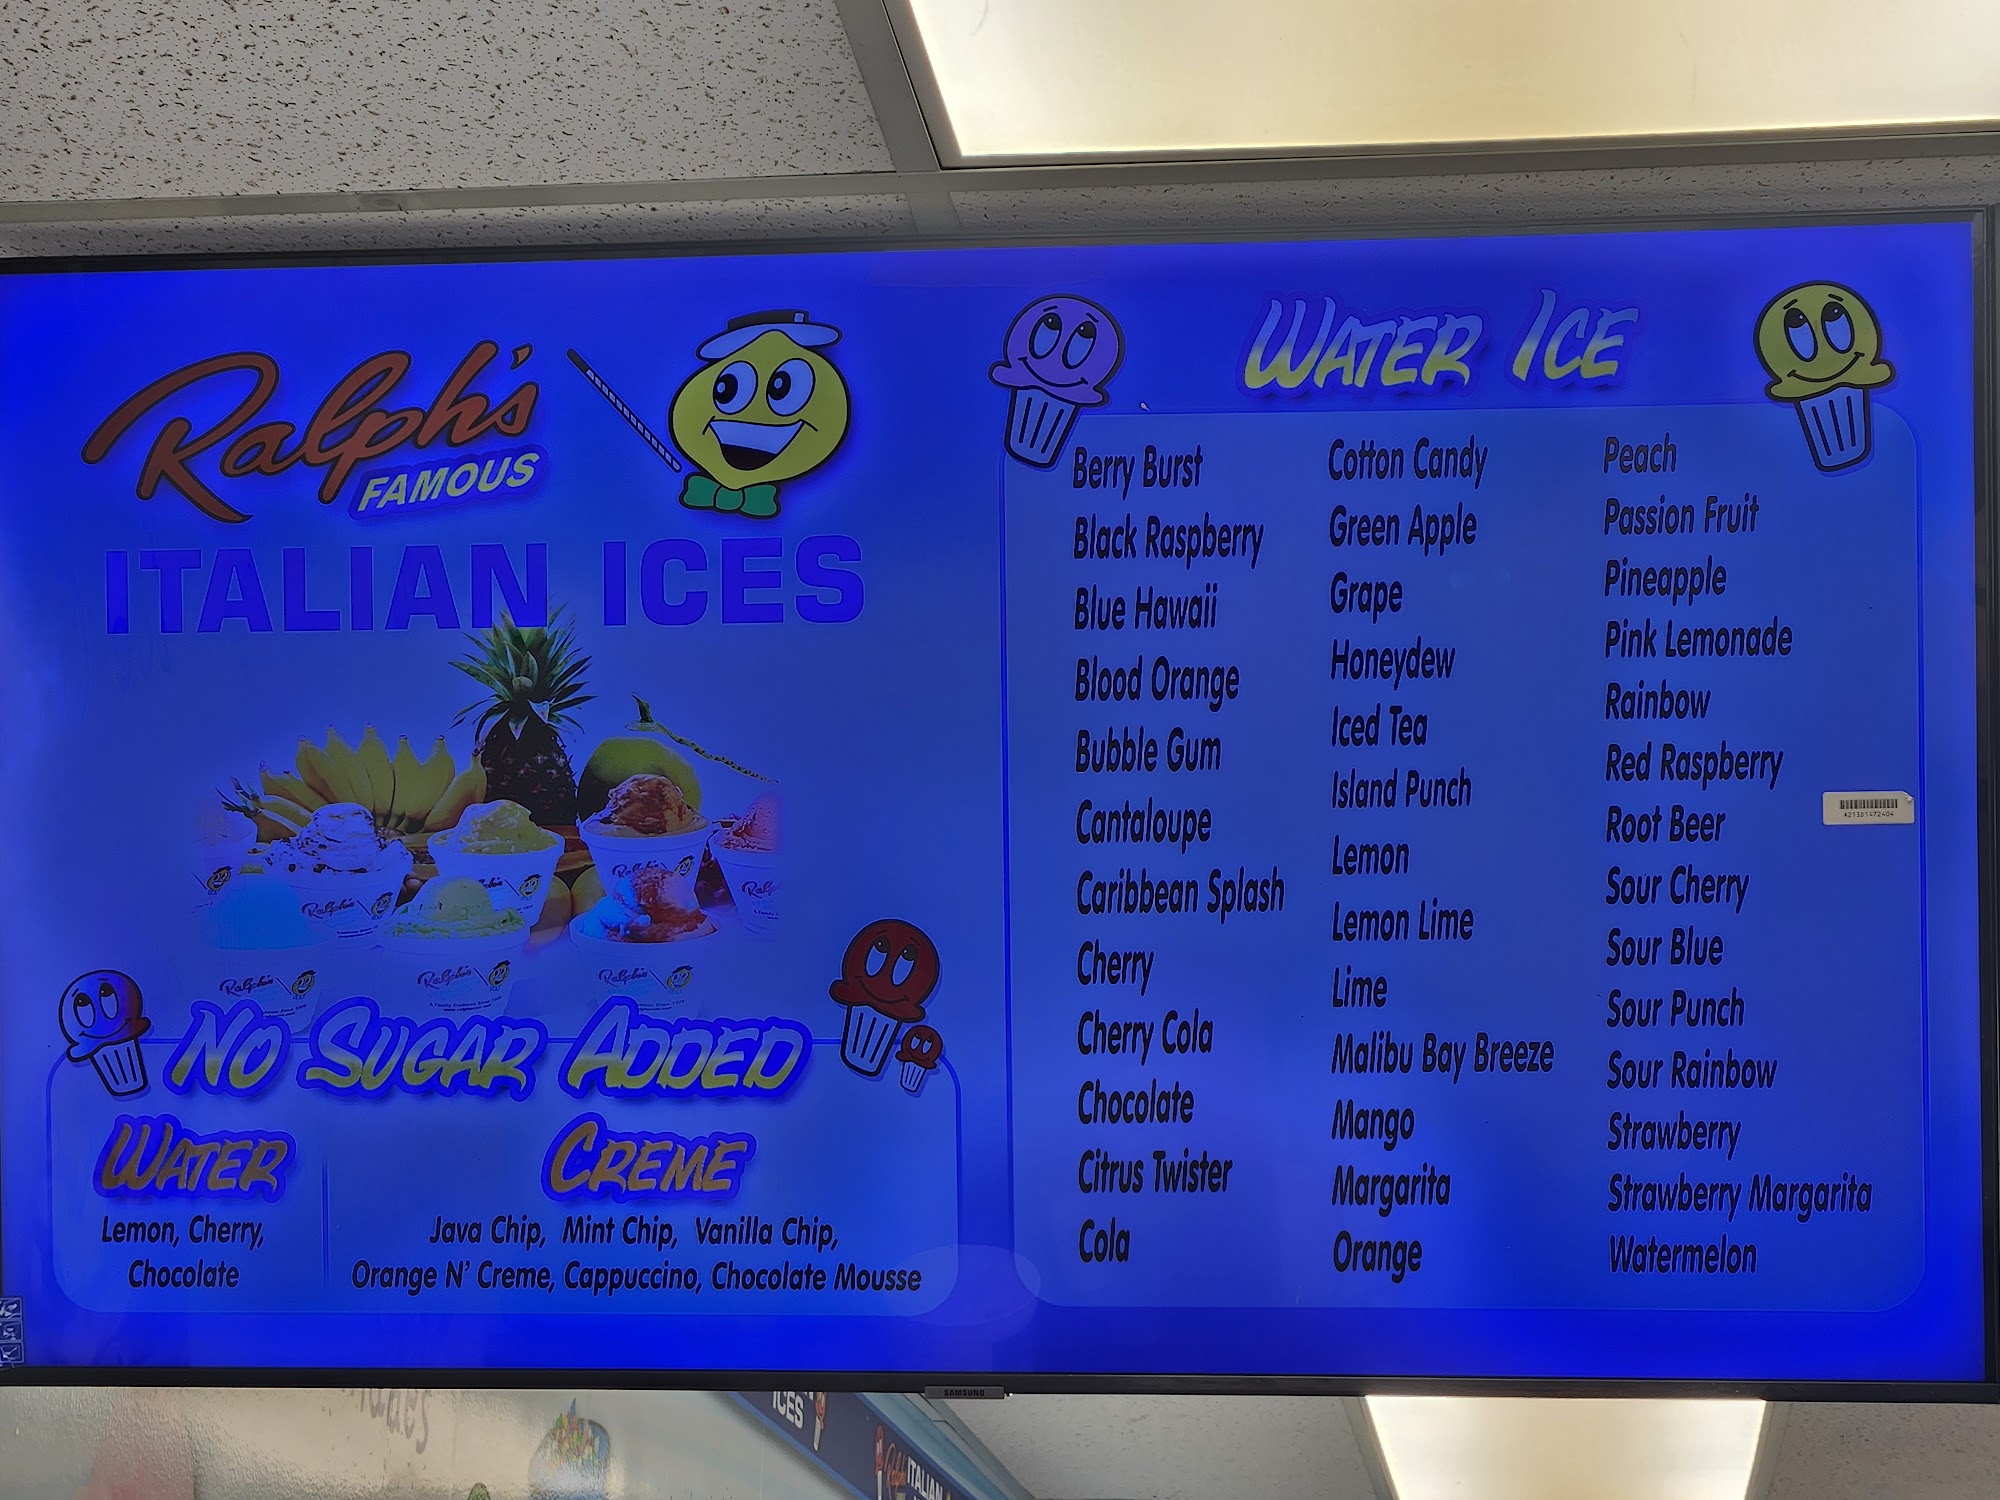 Ralph's
FAMOUS
ITALIAN ICES
NO SUGAR ADDED
WATER
Lemon, Cherry,
Chocolate
CREME
Java Chip, Mint Chip, Vanilla Chip,
Orange N' Creme, Cappuccino, Chocolate Mousse
WATER ICE
Berry Burst
Black Raspberry
Blue Hawaii
Blood Orange
Bubble Gum
Cantaloupe
Caribbean Splash
Cherry
Cherry Cola
Chocolate
Citrus Twister
Cola
Cotton Candy
Green Apple
Grape
Honeydew
Iced Tea
Island Punch
Lemon
Lemon Lime
Lime
Malibu Bay Breeze
Mango
Margarita
Orange
Peach
Passion Fruit
Pineapple
Pink Lemonade
Rainbow
Red Raspberry
Root Beer
Sour Cherry
Sour Blue
Sour Punch
Sour Rainbow
Strawberry
Strawberry Margarita
Watermelon
SAMSUNG
ICES
Ralph's ITALIAN